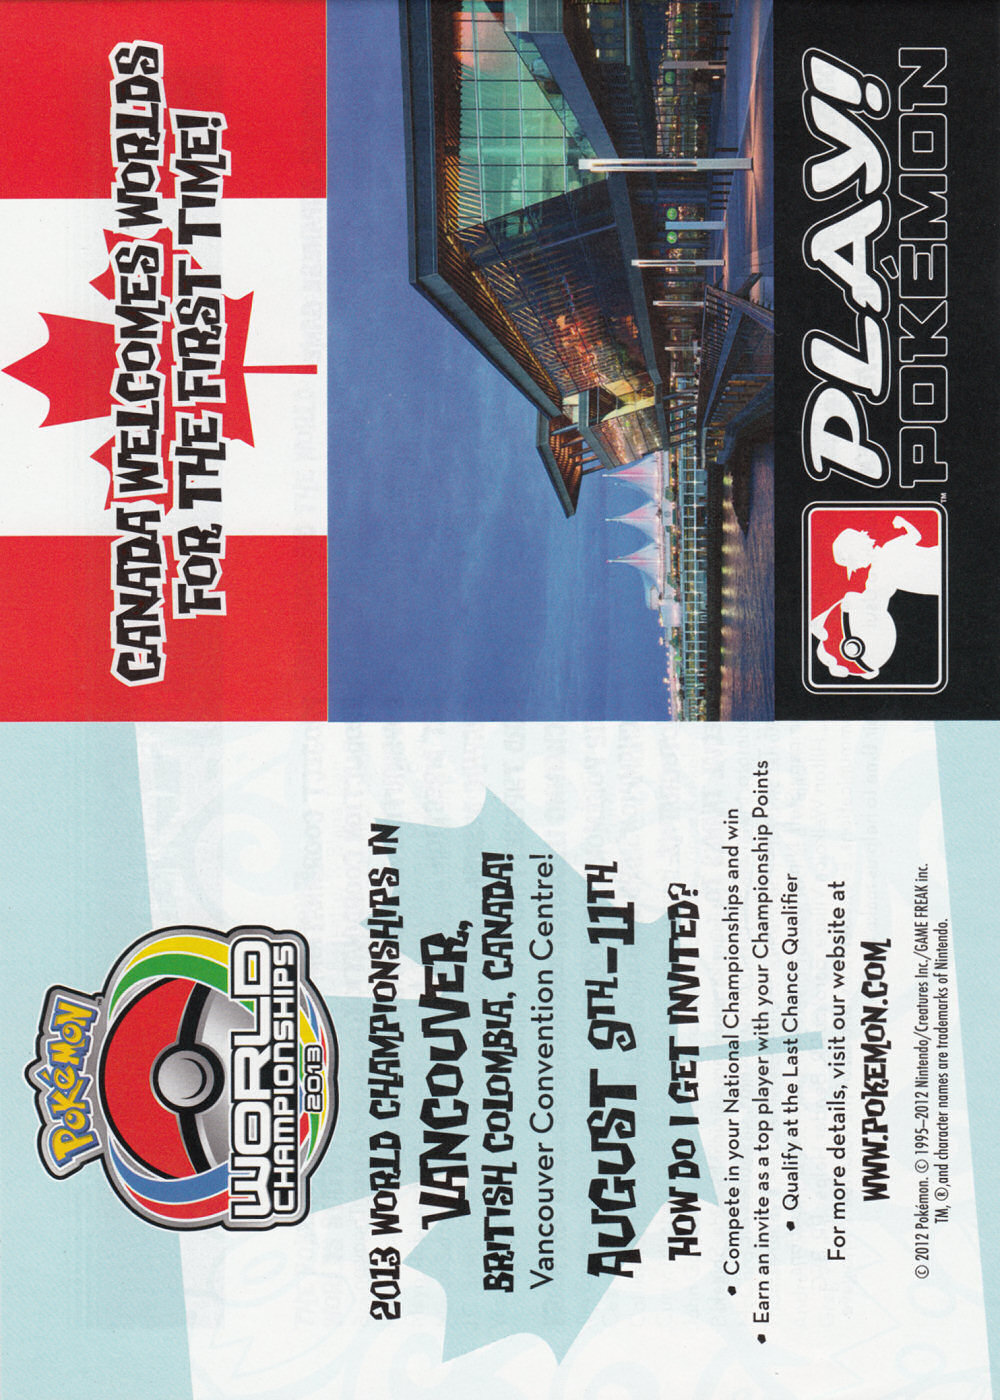 POKéMON
WORLD
CHAMPIONSHIPS
2013
2013 WORLD CHAMPIONSHIPS IN
VANCOUVER,
BRITISH COLOMBIA, CANADA!
Vancouver Convention Centre!
AUGUST 9TH–11TH
HOW DO I GET INVITED?
• Compete in your National Championships and win
• Earn an invite as a top player with your Championship Points
• Qualify at the Last Chance Qualifier
For more details, visit our website at
WWW.POKEMON.COM
© 2012 Pokémon. © 1995–2012 Nintendo/Creatures Inc./GAME FREAK inc.
TM, ®,and character names are trademarks of Nintendo.
CANADA WELCOMES WORLDS
FOR THE FIRST TIME!
PLAY!
POKÉMON
TM